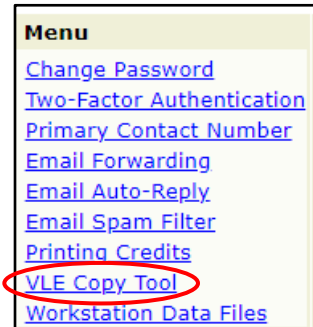 Menu
Change Password
Two-Factor Authentication
Primary Contact Number
Email Forwarding
Email Auto-Reply
Email Spam Filter
Printing Credits
VLE Copy Tool
Workstation Data Files